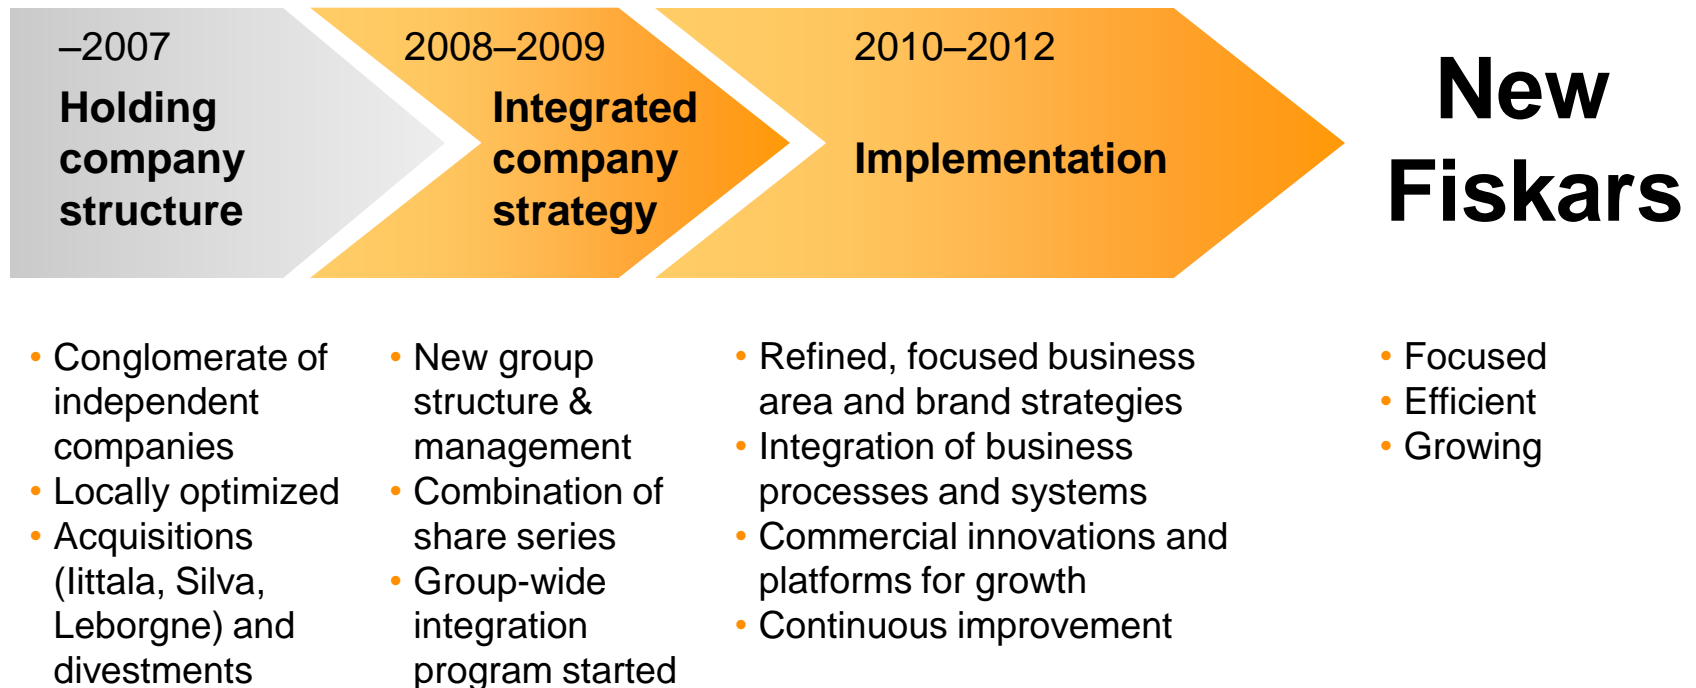 –2007
Holding
company
structure
2008–2009
Integrated
company
strategy
2010–2012
Implementation
New
Fiskars
• Conglomerate of
independent
companies
• Locally optimized
• Acquisitions
(Iittala, Silva,
Leborgne) and
divestments
• New group
structure &
management
• Combination of
share series
• Group-wide
integration
program started
• Refined, focused business
area and brand strategies
• Integration of business
processes and systems
• Commercial innovations and
platforms for growth
• Continuous improvement
• Focused
• Efficient
• Growing